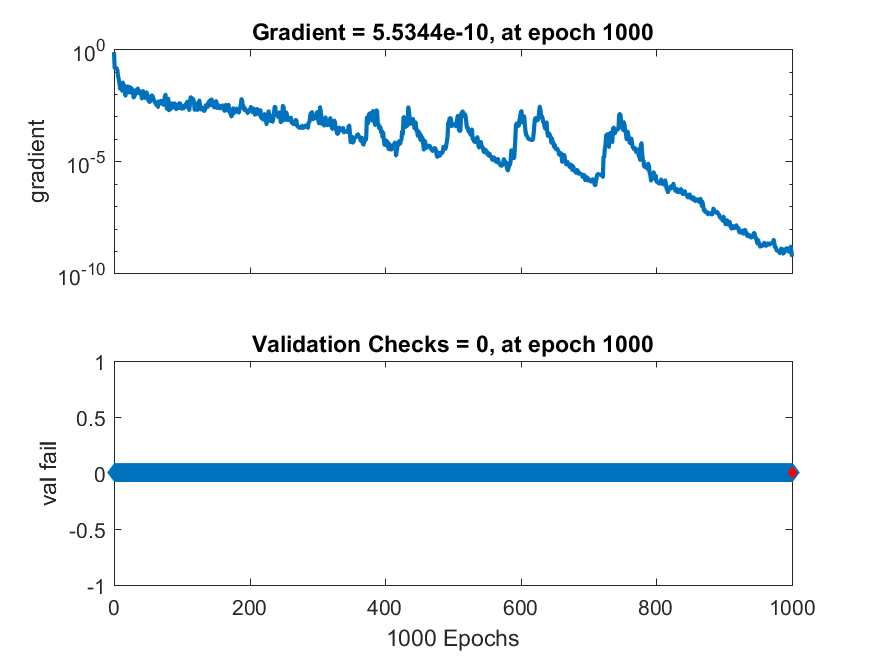 Gradient = 5.5344e-10, at epoch 1000
10^0
10^-5
10^-10
gradient
Validation Checks = 0, at epoch 1000
1
0.5
0
-0.5
-1
val fail
0 200 400 600 800 1000
1000 Epochs